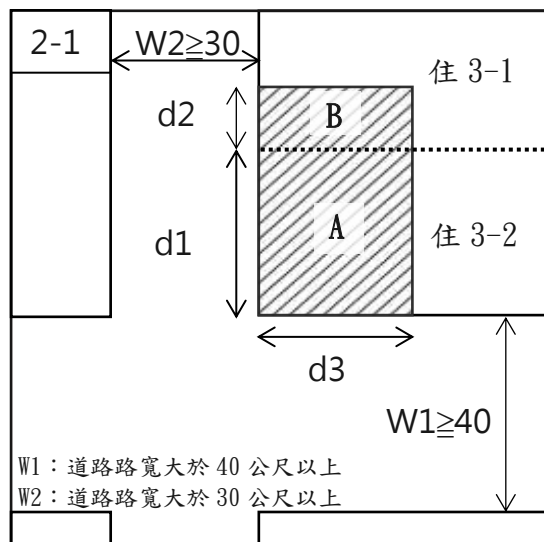 2-1
W2≧30
住 3-1
d2
B
d1
A
住 3-2
d3
W1≧40
W1：道路路寬大於 40 公尺以上
W2：道路路寬大於 30 公尺以上